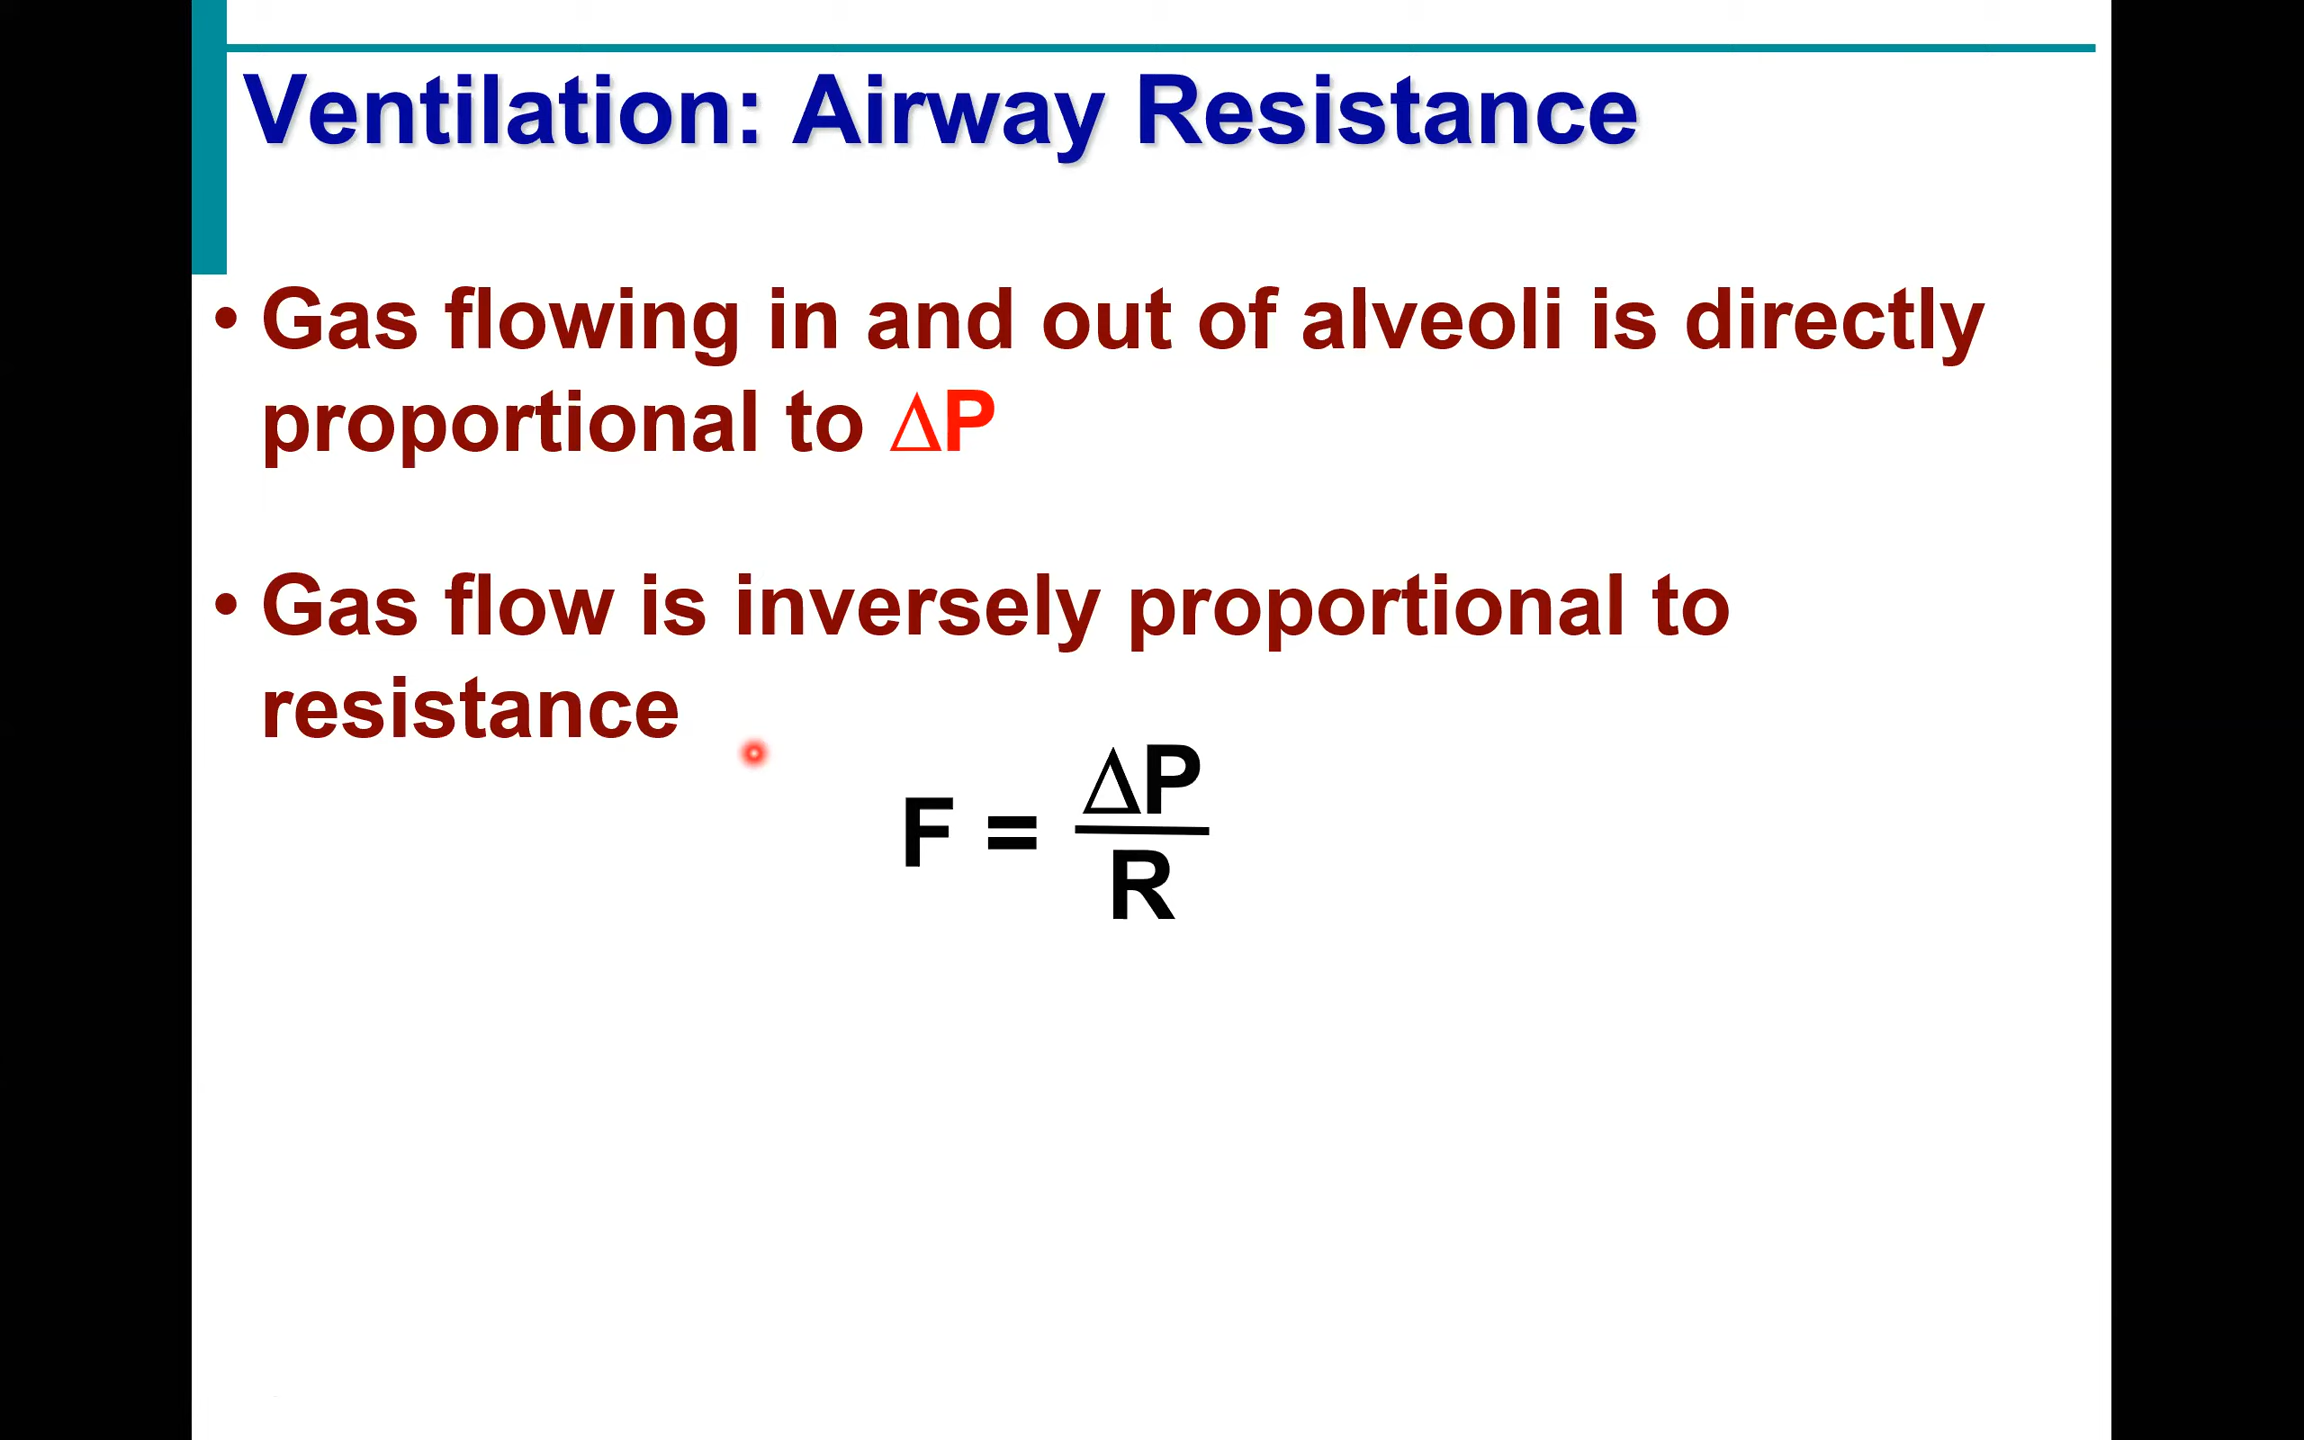 Ventilation: Airway Resistance
• Gas flowing in and out of alveoli is directly
proportional to ΔP
• Gas flow is inversely proportional to
resistance
F = ΔP
R